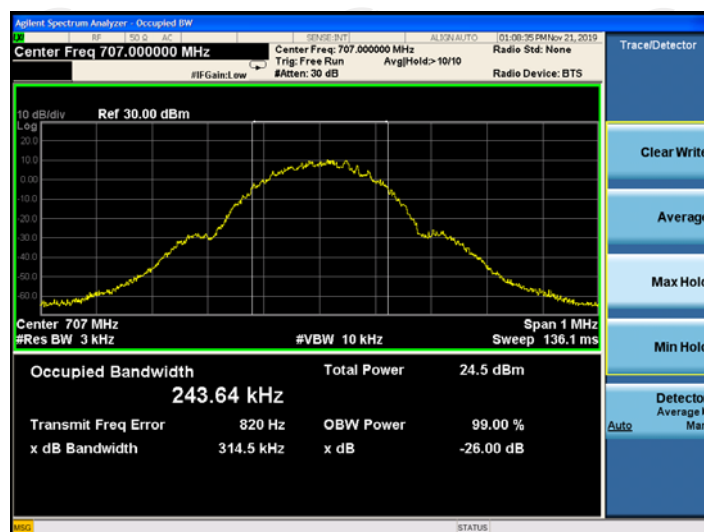 Agilent Spectrum Analyzer - Occupied BW
LXI RF 50 Ω AC SENSE:INT ALIGN AUTO 01:08:35 PM Nov 21, 2019
Center Freq 707.000000 MHz
Center Freq: 707.000000 MHz
Radio Std: None
Trig: Free Run Avg|Hold:>10/10
#IFGain:Low
#Atten: 30 dB
Radio Device: BTS
10 dB/div Ref 30.00 dBm
Log
20.0
10.0
0.00
-10.0
-20.0
-30.0
-40.0
-50.0
-60.0
Center 707 MHz Span 1 MHz
#Res BW 3 kHz #VBW 10 kHz Sweep 136.1 ms
Occupied Bandwidth Total Power 24.5 dBm
243.64 kHz
Transmit Freq Error 820 Hz OBW Power 99.00 %
x dB Bandwidth 314.5 kHz x dB -26.00 dB
MSG STATUS
Trace/Detector
Clear Write
Average
Max Hold
Min Hold
Detecto
Average
Auto Ma